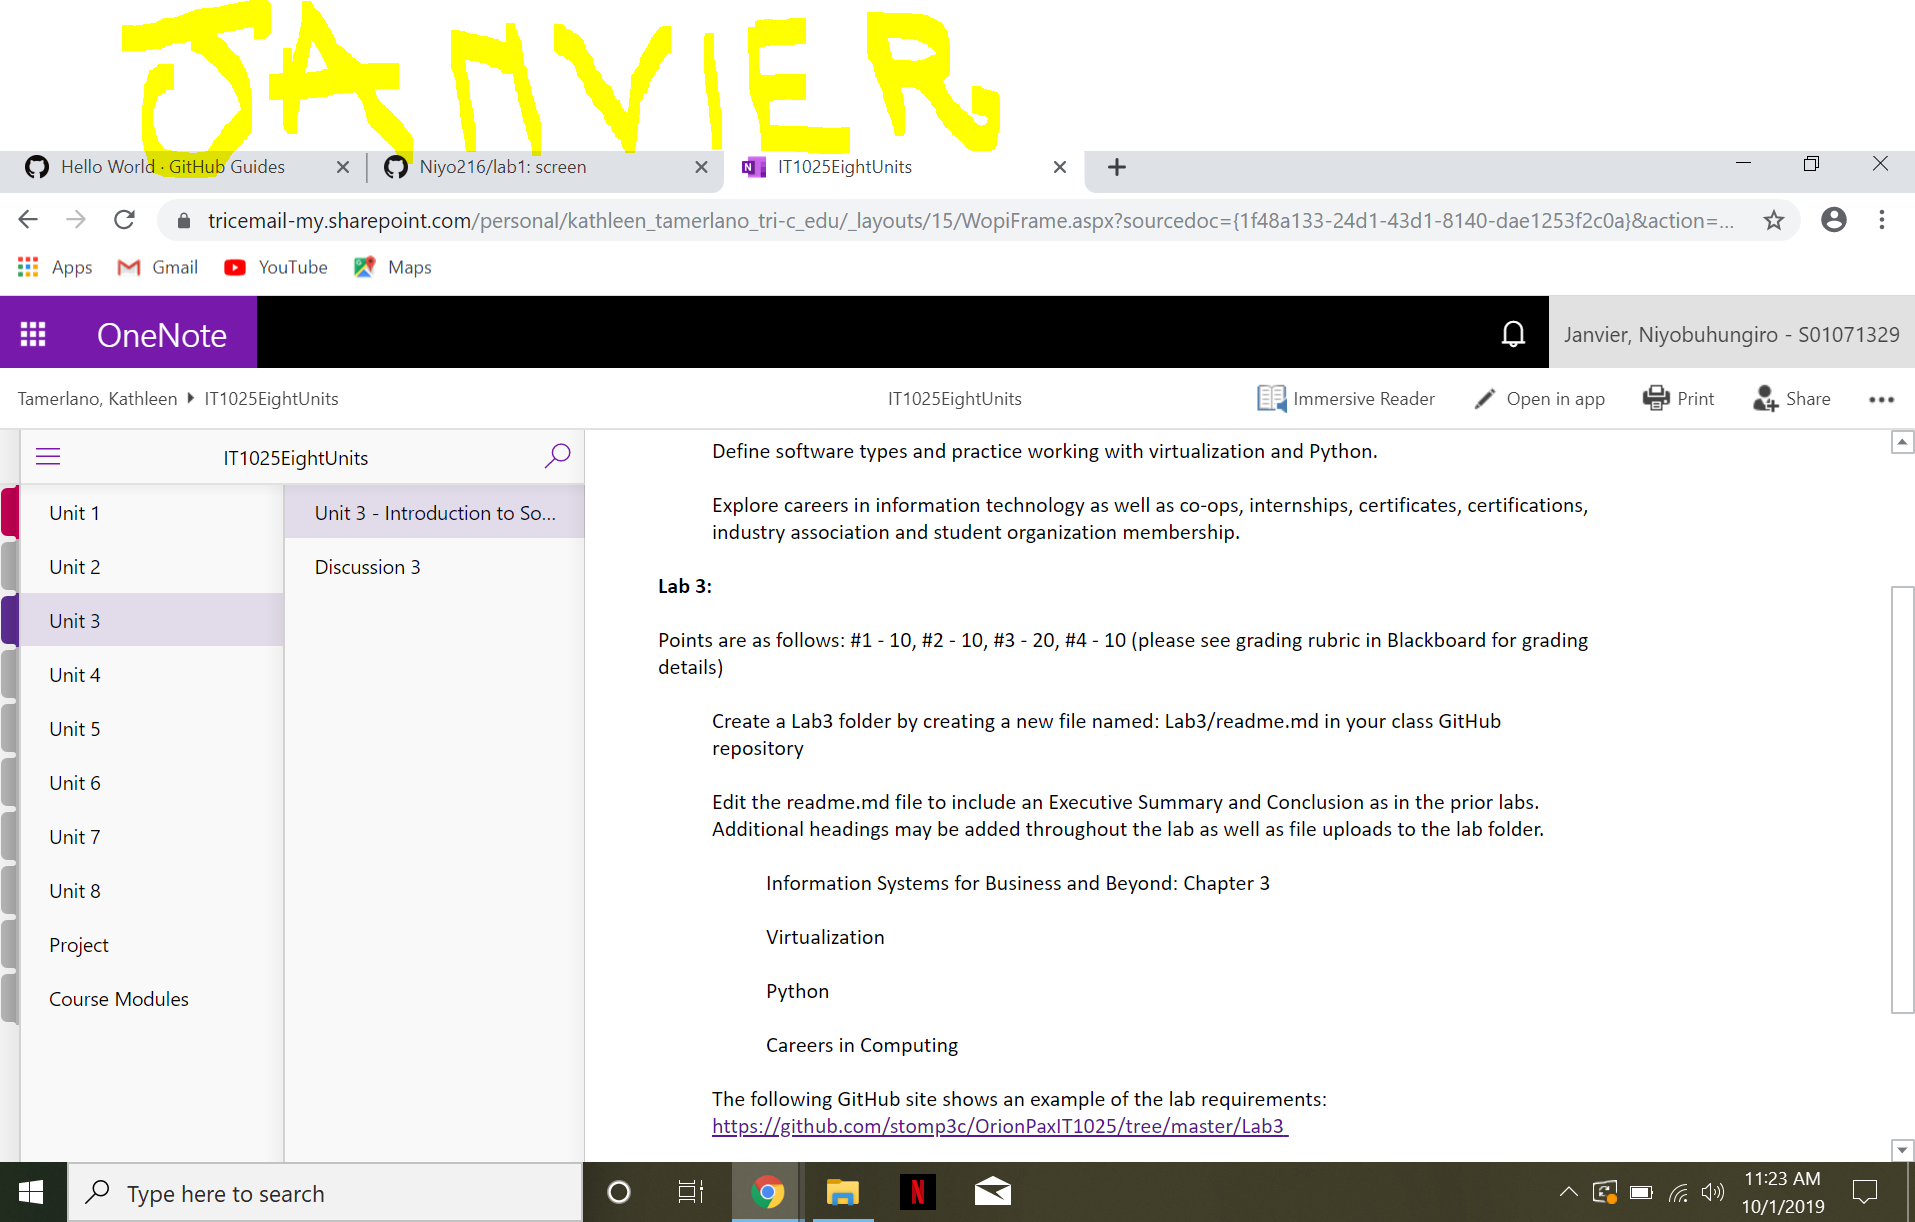 JANVIER
Hello World · GitHub Guides
Niyo216/lab1: screen
IT1025EightUnits
tricemail-my.sharepoint.com/personal/kathleen_tamerlano_tri-c_edu/_layouts/15/WopiFrame.aspx?sourcedoc={1f48a133-24d1-43d1-8140-dae1253f2c0a}&action=...
Apps Gmail YouTube Maps
OneNote
Janvier, Niyobuhungiro - S01071329
Tamerlano, Kathleen IT1025EightUnits
IT1025EightUnits
Immersive Reader Open in app Print Share
IT1025EightUnits
Unit 1
Unit 2
Unit 3
Unit 4
Unit 5
Unit 6
Unit 7
Unit 8
Project
Course Modules
Unit 3 - Introduction to So...
Discussion 3
Define software types and practice working with virtualization and Python.
Explore careers in information technology as well as co-ops, internships, certificates, certifications,
industry association and student organization membership.
Lab 3:
Points are as follows: #1 - 10, #2 - 10, #3 - 20, #4 - 10 (please see grading rubric in Blackboard for grading
details)
Create a Lab3 folder by creating a new file named: Lab3/readme.md in your class GitHub
repository
Edit the readme.md file to include an Executive Summary and Conclusion as in the prior labs.
Additional headings may be added throughout the lab as well as file uploads to the lab folder.
Information Systems for Business and Beyond: Chapter 3
Virtualization
Python
Careers in Computing
The following GitHub site shows an example of the lab requirements:
https://github.com/stomp3c/OrionPaxIT1025/tree/master/Lab3
Type here to search
N
11:23 AM
10/1/2019